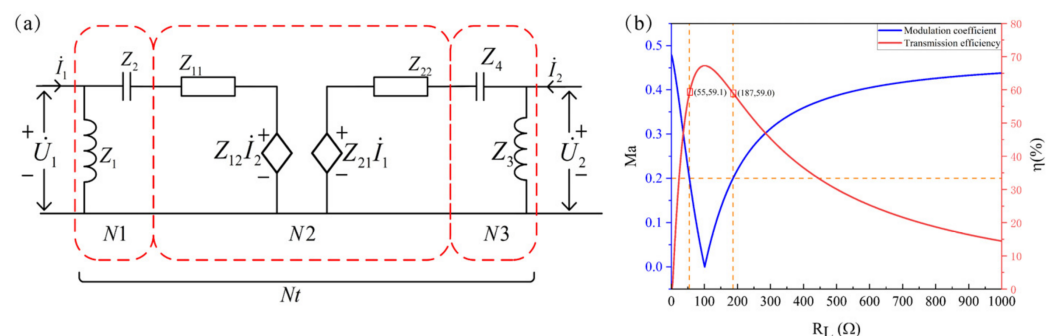 (a)
İ₁
Z₂
Z₁₁
Z₂₂
Z₄
İ₂
+
U̇₁
−
Z₁
Z₁₂İ₂
+
−
+
−
Z₂₁İ₁
Z₃
+
U̇₂
−
N1
N2
N3
Nt
(b)
Modulation coefficient
Transmission efficiency
0.5
0.4
0.3
0.2
0.1
0.0
Ma
(55,59.1)
(187,59.0)
80
70
60
50
40
30
20
10
0
η(%)
0 100 200 300 400 500 600 700 800 900 1000
R_L (Ω)